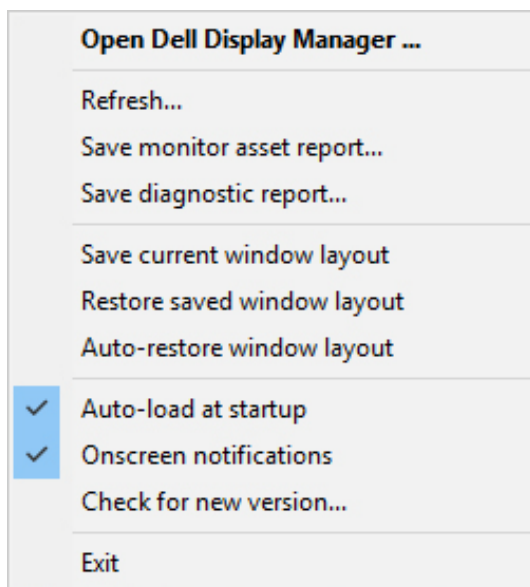 Open Dell Display Manager ...
Refresh...
Save monitor asset report...
Save diagnostic report...
Save current window layout
Restore saved window layout
Auto-restore window layout
Auto-load at startup
Onscreen notifications
Check for new version...
Exit